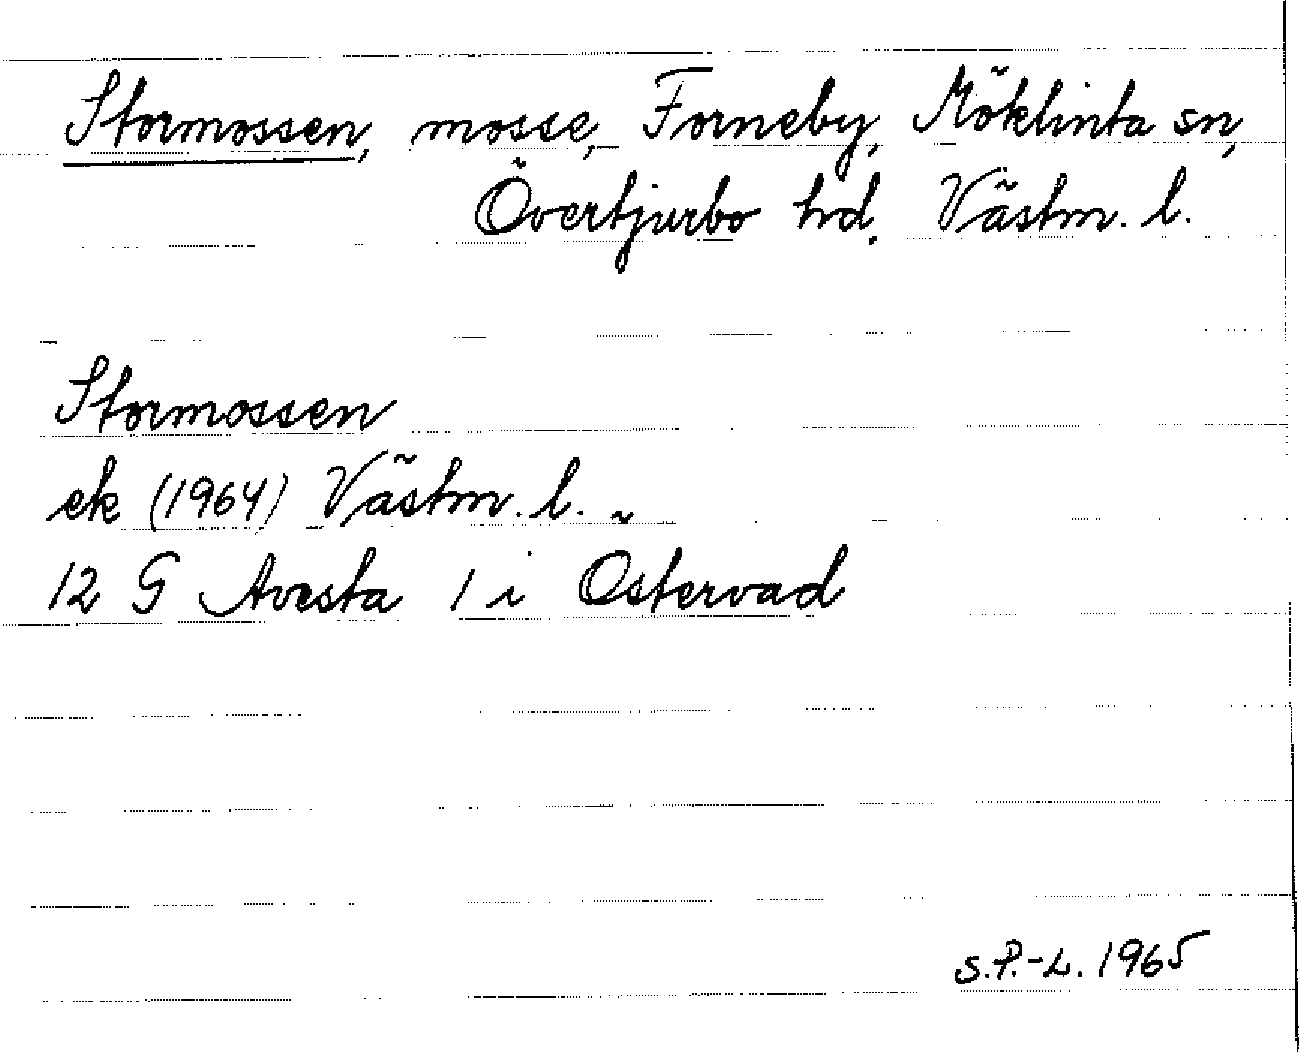 Stormossen, mosse, Forneby, Möklinta sn,
Övertjurbo hd. Västm. l.
Stormossen
ek (1964) Västm. l.
12 G Avesta 1 i Östervad
S.P.-L. 1965